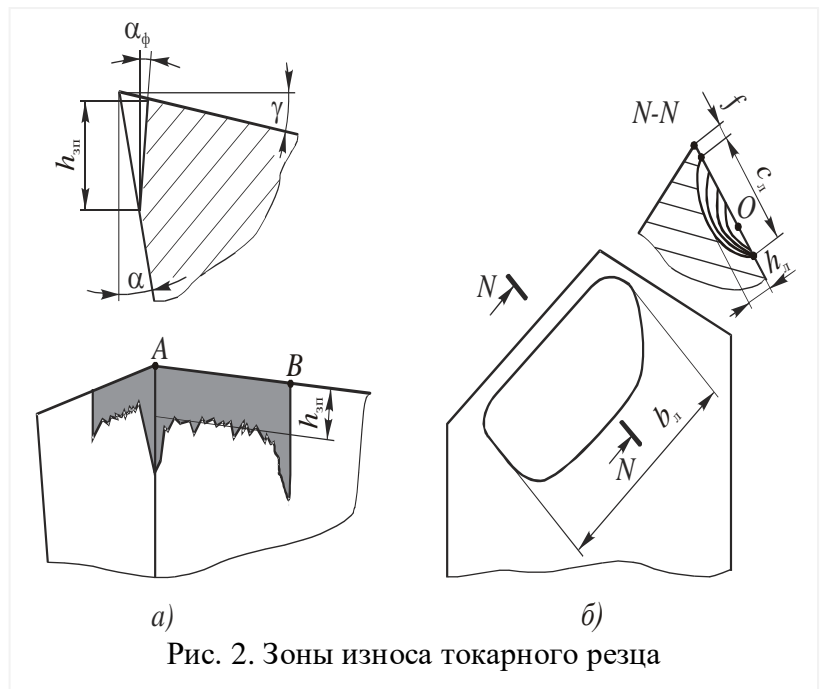 α_ф
γ
h_зп
α
A
B
h_зп
а)
N-N
f
c_л
O
h_л
N
N
b_л
б)
Рис. 2. Зоны износа токарного резца